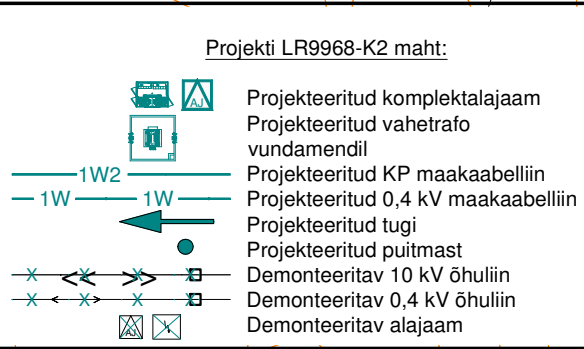 Projekti LR9968-K2 maht:
AJ Projekteeritud komplektalajaam
Projekteeritud vahetrafo
vundamendil
1W2 Projekteeritud KP maakaabelliin
1W 1W Projekteeritud 0,4 kV maakaabelliin
Projekteeritud tugi
Projekteeritud puitmast
Demonteeritav 10 kV õhuliin
Demonteeritav 0,4 kV õhuliin
AJ Demonteeritav alajaam